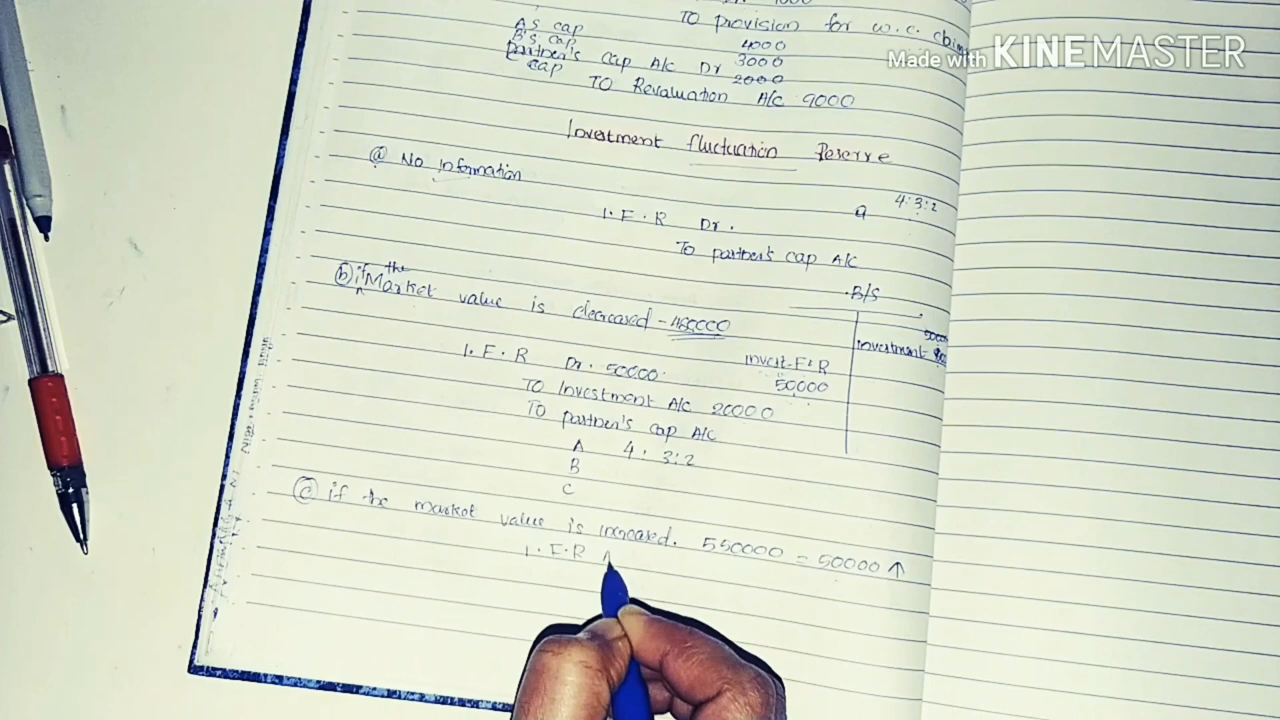 Dr 1000
TO provision for w.c. claim
A's cap 4000
B's cap 3000
partner's cap A/c Dr 2000
C cap
TO Revaluation A/c 9000
Investment fluctuation Reserve
ⓐ No information
4:3:2
I.F.R Dr.
To partner's cap A/c
ⓑ if the Market value is decreased - 480000
B/S
Investment
I.F.R Dr. 50000
Invest.F.R
50000
To Investment A/c 20000
To partner's cap A/c
A 4:3:2
B
C
ⓒ if the market value is increased. 550000 = 50000 ↑
I.F.R
Made with KINEMASTER